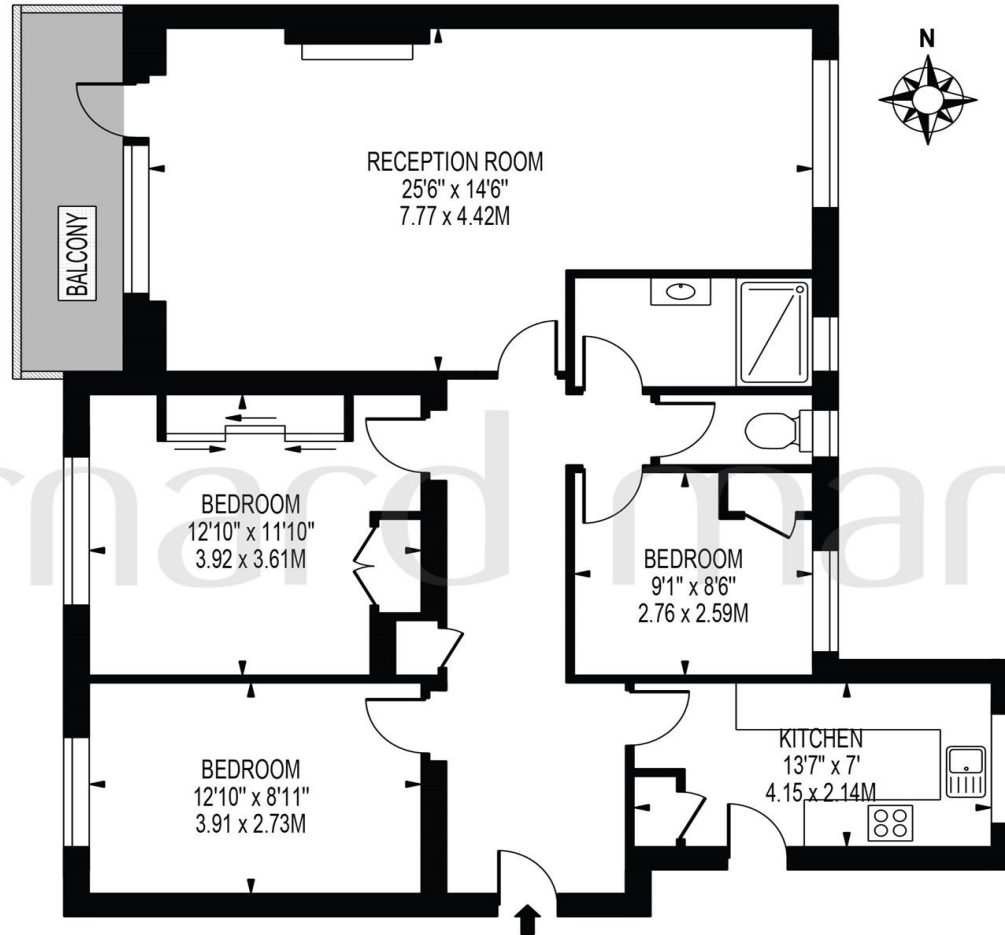 N
RECEPTION ROOM
25'6" x 14'6"
7.77 x 4.42M
BALCONY
BEDROOM
12'10" x 11'10"
3.92 x 3.61M
BEDROOM
9'1" x 8'6"
2.76 x 2.59M
BEDROOM
12'10" x 8'11"
3.91 x 2.73M
KITCHEN
13'7" x 7'
4.15 x 2.14M